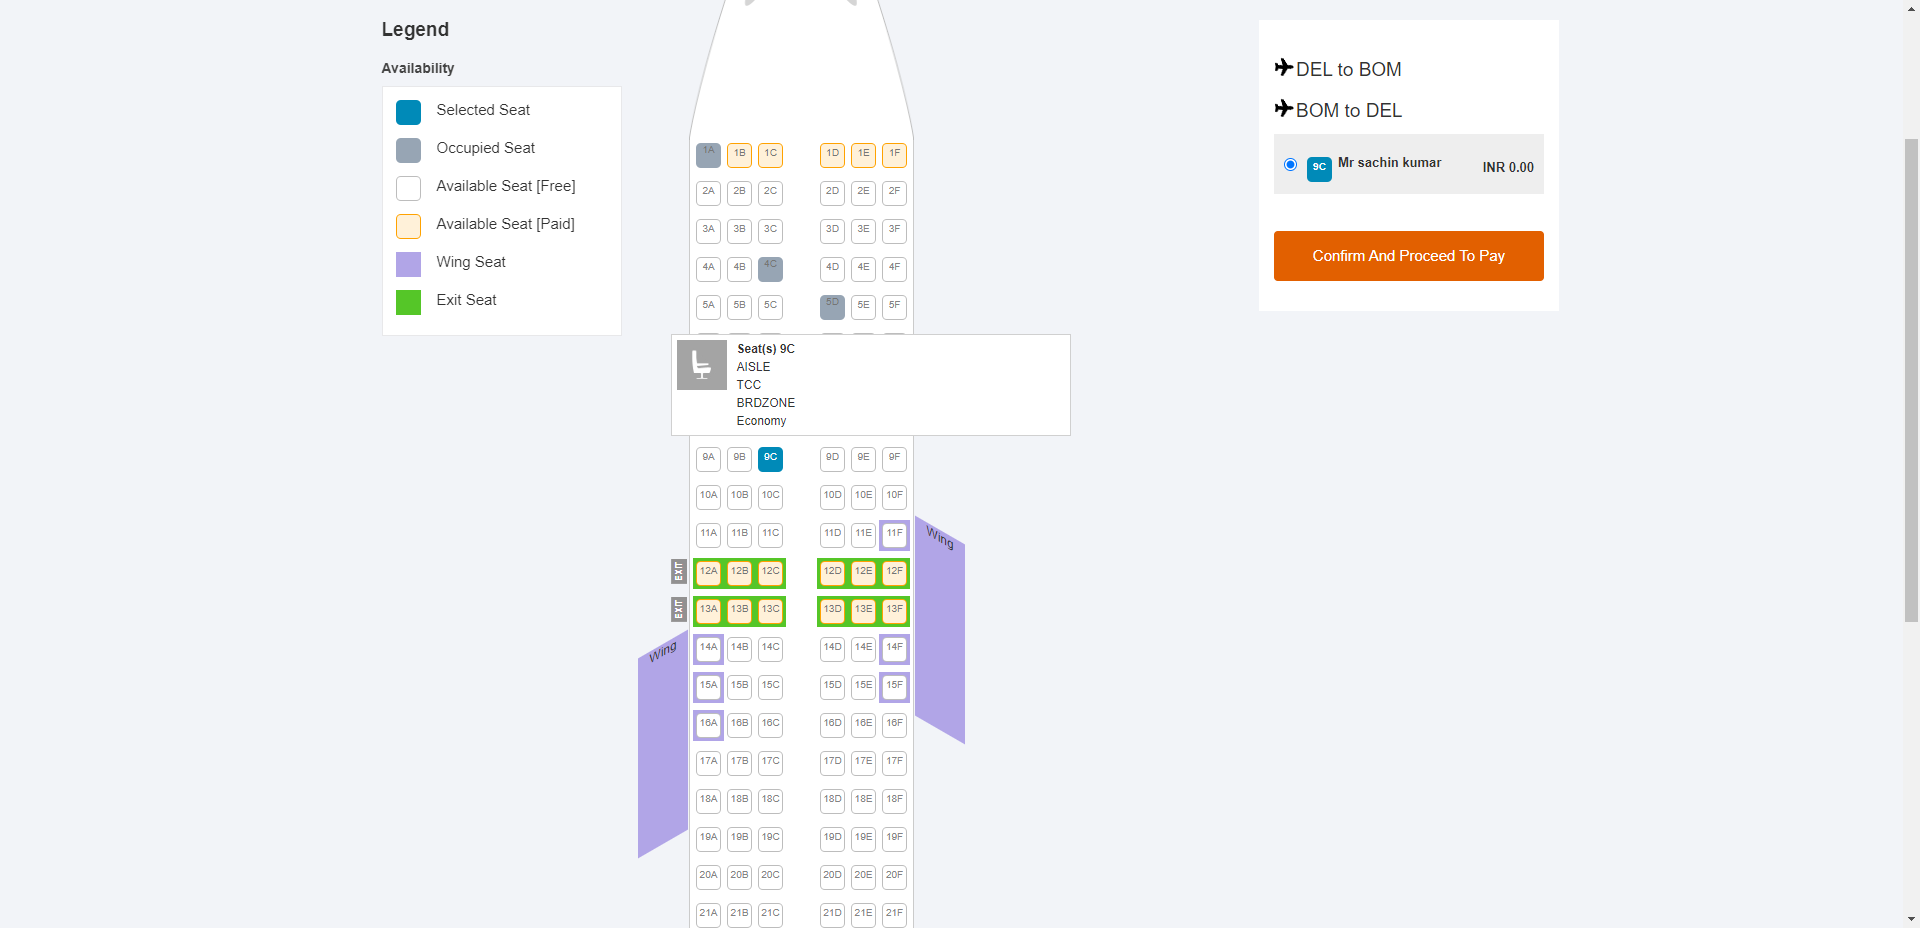 Legend
Availability
Selected Seat
Occupied Seat
Available Seat [Free]
Available Seat [Paid]
Wing Seat
Exit Seat
1A 1B 1C 1D 1E 1F
2A 2B 2C 2D 2E 2F
3A 3B 3C 3D 3E 3F
4A 4B 4C 4D 4E 4F
5A 5B 5C 5D 5E 5F
Seat(s) 9C
AISLE
TCC
BRDZONE
Economy
9A 9B 9C 9D 9E 9F
10A 10B 10C 10D 10E 10F
11A 11B 11C 11D 11E 11F
Wing
EXIT 12A 12B 12C 12D 12E 12F
EXIT 13A 13B 13C 13D 13E 13F
Wing
14A 14B 14C 14D 14E 14F
15A 15B 15C 15D 15E 15F
16A 16B 16C 16D 16E 16F
17A 17B 17C 17D 17E 17F
18A 18B 18C 18D 18E 18F
19A 19B 19C 19D 19E 19F
20A 20B 20C 20D 20E 20F
21A 21B 21C 21D 21E 21F
DEL to BOM
BOM to DEL
9C Mr sachin kumar INR 0.00
Confirm And Proceed To Pay